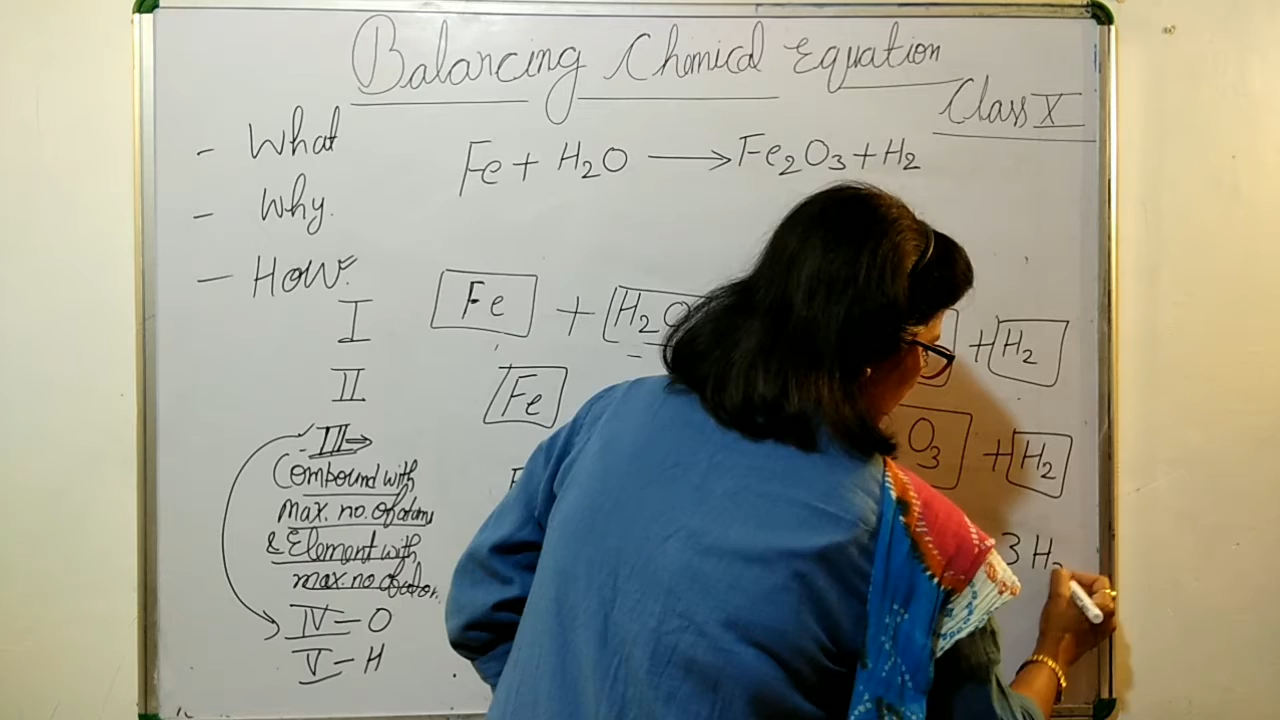 Balancing Chemical Equation
Class X
- What
Fe + H2O ⟶ Fe2O3 + H2
- Why.
- How.
I
Fe + H2O + H2
II
Fe O3 + H2
III ⇒
Compound with
max. no. of atoms
& Element with
max no. of ator.
3 H2
IV – O
V – H